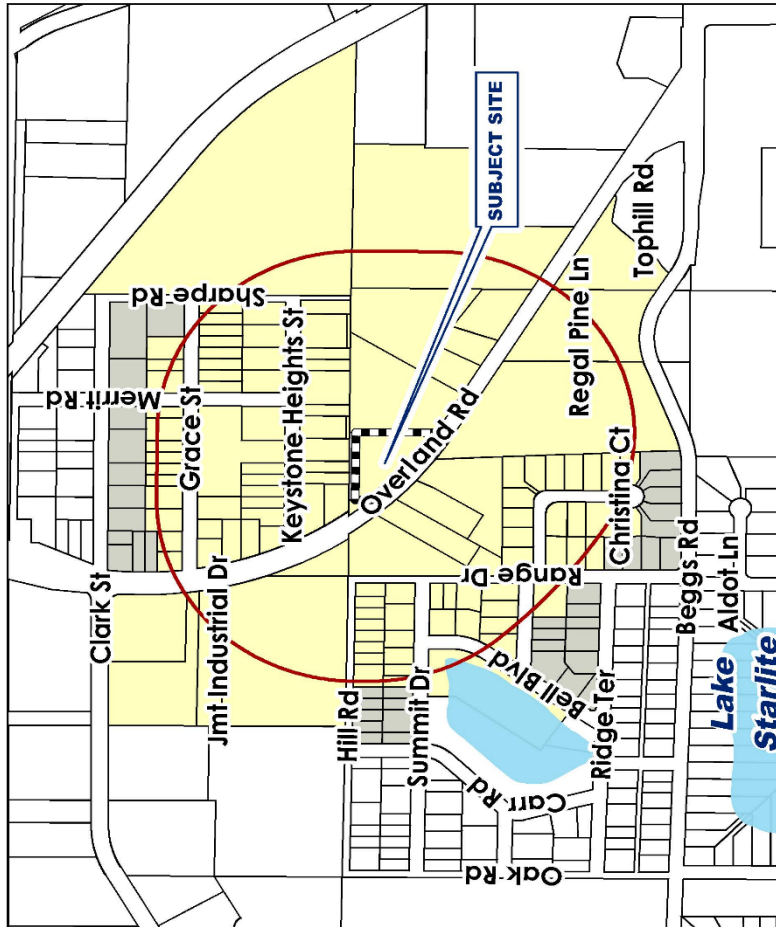 Clark St
Merrit Rd
Sharpe Rd
Grace St
Keystone Heights St
Jmt Industrial Dr
SUBJECT SITE
Overland Rd
Hill Rd
Summit Dr
Range Dr
Bell Blvd
Carr Rd
Oak Rd
Ridge Ter
Christina Ct
Regal Pine Ln
Tophill Rd
Beggs Rd
Aldot Ln
Lake
Starlite